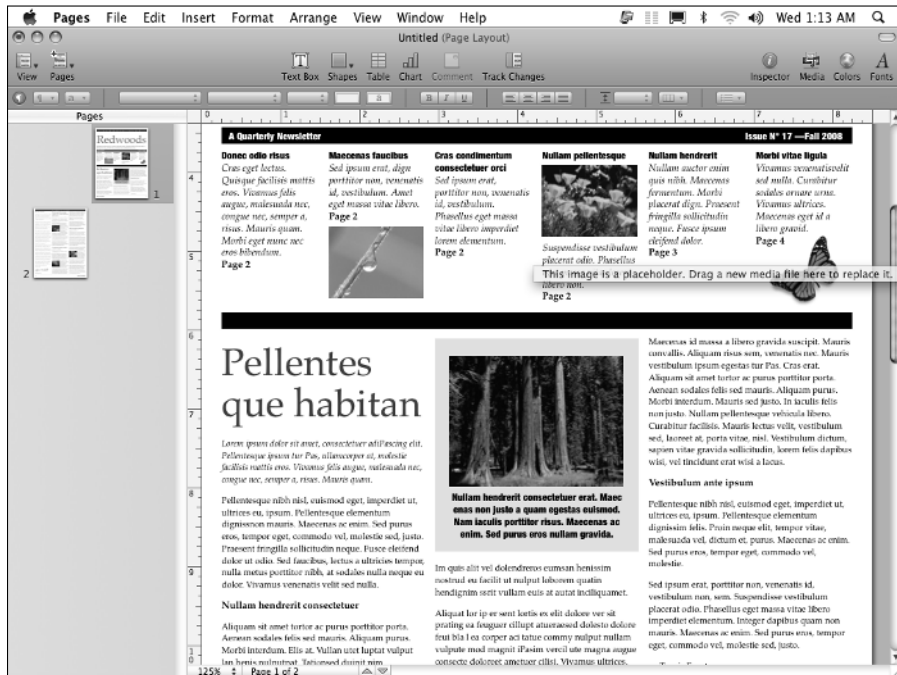 Pages File Edit Insert Format Arrange View Window Help Wed 1:13 AM
Untitled (Page Layout)
View Pages Text Box Shapes Table Chart Comment Track Changes Inspector Media Colors Fonts
a B I U
Pages
0 1 2 3 4 5 6 7 8
Redwoods
1
2
4
5
6
7
8
9
1
0
A Quarterly Newsletter Issue N° 17 —Fall 2008
Donec odio risus
Cras eget lectus.
Quisque facilisis mattis
eros. Vivamus felis
augue, malesuada nec,
congue nec, semper a,
risus. Mauris quam.
Morbi eget nunc nec
eros bibendum.
Page 2
Maecenas faucibus
Sed ipsum erat, dign
porttitor non, venenatis
id, vestibulum. Amet
eget massa vitae libero.
Page 2
Cras condimentum
consectetuer orci
Sed ipsum erat,
porttitor non, venenatis
id, vestibulum.
Phasellus eget massa
vitae libero imperdiet
lorem elementum.
Page 2
Nullam pellentesque
Suspendisse vestibulum
placerat odio. Phasellus
libero non.
Page 2
Nullam hendrerit
Nullam auctor enim
quis nibh. Maecenas
fermentum. Morbi
placerat dign. Praesent
fringilla sollicitudin
neque. Fusce ipsum
eleifend dolor.
Page 3
Morbi vitae ligula
Vivamus venenatisvelit
sed nulla. Curabitur
sodales ornare urna.
Vivamus ultrices.
Maecenas eget id a
libero gravid.
Page 4
This image is a placeholder. Drag a new media file here to replace it.
Pellentes
que habitan
Lorem ipsum dolor sit amet, consectetuer adiPascing elit.
Pellentesque ipsum tur Pas, ullamcorper at, molestie
facilisis mattis eros. Vivamus felis augue, malesuada nec,
congue nec, semper a, risus. Mauris quam.
Pellentesque nibh nisl, euismod eget, imperdiet ut,
ultrices eu, ipsum. Pellentesque elementum
dignissnon mauris. Maecenas ac enim. Sed purus
eros, tempor eget, commodo vel, molestie sed, justo.
Praesent fringilla sollicitudin neque. Fusce eleifend
dolor ut odio. Sed faucibus, lectus a ultricies tempor,
nulla metus porttitor nibh, at sodales nulla neque eu
dolor. Vivamus venenatis velit sed nulla.
Nullam hendrerit consectetuer
Aliquam sit amet tortor ac purus porttitor porta.
Aenean sodales felis sed mauris. Aliquam purus.
Morbi interdum. Elis at. Vullan utet luptat vulput
Nullam hendrerit consectetuer erat. Maec
enas non justo a quam egestas euismod.
Nam iaculis porttitor risus. Maecenas ac
enim. Sed purus eros nullam gravida.
Im quis alit vel dolendreros eumsan henissim
nostrud eu facilit ut nulput loborem quatin
hendignim ssrit vullam euis at autat inciliquamet.
Aliquat lor ip er sent lortis ex elit dolore ver sit
prating ea feuguer cillupt atuerosed dolesto dolore
feui bla l ea corper aci tatue commy nulput nullam
vulpute mod magnit iPasim vercil ute magna augue
consecte doloreet ametuer cilisi. Vivamus ultrices.
Maecenas id massa a libero gravida suscipit. Mauris
convallis. Aliquam risus sem, venenatis nec. Mauris
vestibulum ipsum egestas tur Pas. Cras erat.
Aliquam sit amet tortor ac purus porttitor porta.
Aenean sodales felis sed mauris. Aliquam purus.
Morbi interdum. Mauris sed justo. In iaculis felis
non justo. Nullam pellentesque vehicula libero.
Curabitur facilisis. Mauris lectus velit, vestibulum
sed, laoreet at, porta vitae, nisl. Vestibulum dictum,
sapien vitae gravida sollicitudin, lorem felis dapibus
wisi, vel tincidunt erat wisi a lacus.
Vestibulum ante ipsum
Pellentesque nibh nisl, euismod eget, imperdiet ut,
ultrices eu, ipsum. Pellentesque elementum
dignissim felis. Proin neque elit, tempor vitae,
malesuada vel, dictum et, purus. Maecenas ac enim.
Sed purus eros, tempor eget, commodo vel,
molestie.
Sed ipsum erat, porttitor non, venenatis id,
vestibulum non, sem. Suspendisse vestibulum
placerat odio. Phasellus eget massa vitae libero
imperdiet elementum. Integer dapibus quam non
mauris. Maecenas ac enim. Sed purus eros, tempor
eget, commodo vel, molestie sed, justo.
125% Page 1 of 2